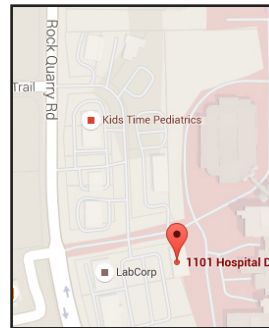 Rock Quarry Rd
Trail
Kids Time Pediatrics
1101 Hospital D
LabCorp